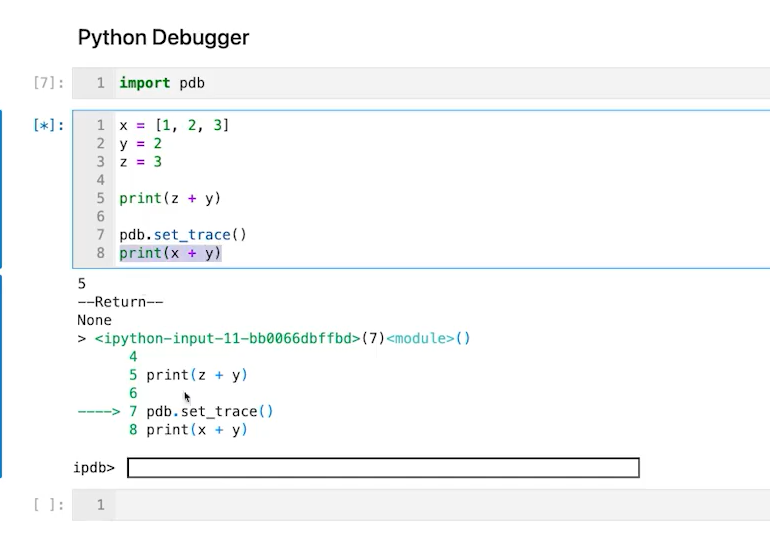 Python Debugger
[7]: 1 import pdb
[*]: 1 x = [1, 2, 3]
2 y = 2
3 z = 3
4
5 print(z + y)
6
7 pdb.set_trace()
8 print(x + y)
5
--Return--
None
> <ipython-input-11-bb0066dbffbd>(7)<module>()
4
5 print(z + y)
6
----> 7 pdb.set_trace()
8 print(x + y)
ipdb>
[ ]: 1